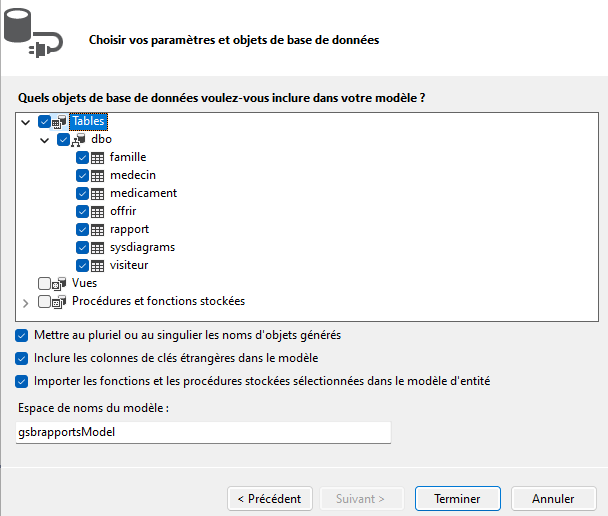 Choisir vos paramètres et objets de base de données
Quels objets de base de données voulez-vous inclure dans votre modèle ?
Tables
dbo
famille
medecin
medicament
offrir
rapport
sysdiagrams
visiteur
Vues
Procédures et fonctions stockées
Mettre au pluriel ou au singulier les noms d'objets générés
Inclure les colonnes de clés étrangères dans le modèle
Importer les fonctions et les procédures stockées sélectionnées dans le modèle d'entité
Espace de noms du modèle :
gsbrapportsModel
< Précédent Suivant > Terminer Annuler